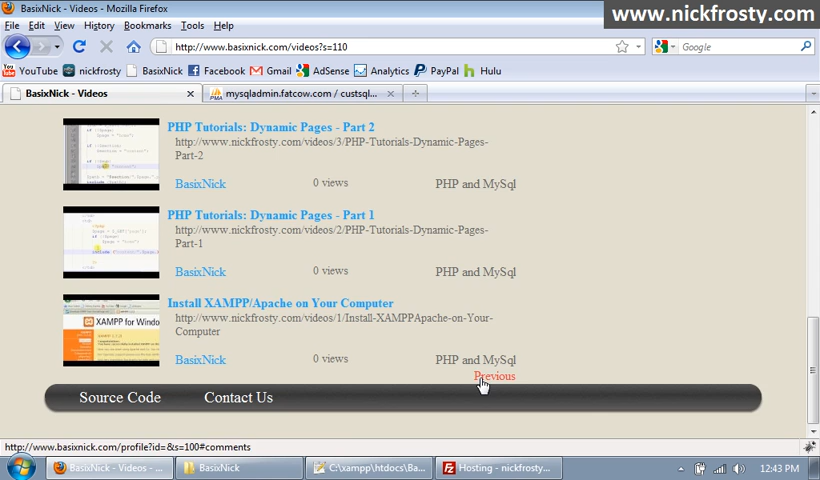 BasixNick - Videos - Mozilla Firefox
www.nickfrosty.com
File Edit View History Bookmarks Tools Help
http://www.basixnick.com/videos?s=110
Google
YouTube nickfrosty BasixNick Facebook Gmail AdSense Analytics PayPal Hulu
BasixNick - Videos
mysqladmin.fatcow.com / custsql...
PHP Tutorials: Dynamic Pages - Part 2
http://www.nickfrosty.com/videos/3/PHP-Tutorials-Dynamic-Pages-
Part-2
BasixNick 0 views PHP and MySql
PHP Tutorials: Dynamic Pages - Part 1
http://www.nickfrosty.com/videos/2/PHP-Tutorials-Dynamic-Pages-
Part-1
BasixNick 0 views PHP and MySql
Install XAMPP/Apache on Your Computer
http://www.nickfrosty.com/videos/1/Install-XAMPPApache-on-Your-
Computer
XAMPP for Window
BasixNick 0 views PHP and MySql
Previous
Source Code Contact Us
http://www.basixnick.com/profile?id=&s=100#comments
BasixNick - Videos - ... BasixNick C:\xampp\htdocs\Ba... Hosting - nickfrosty... 12:43 PM